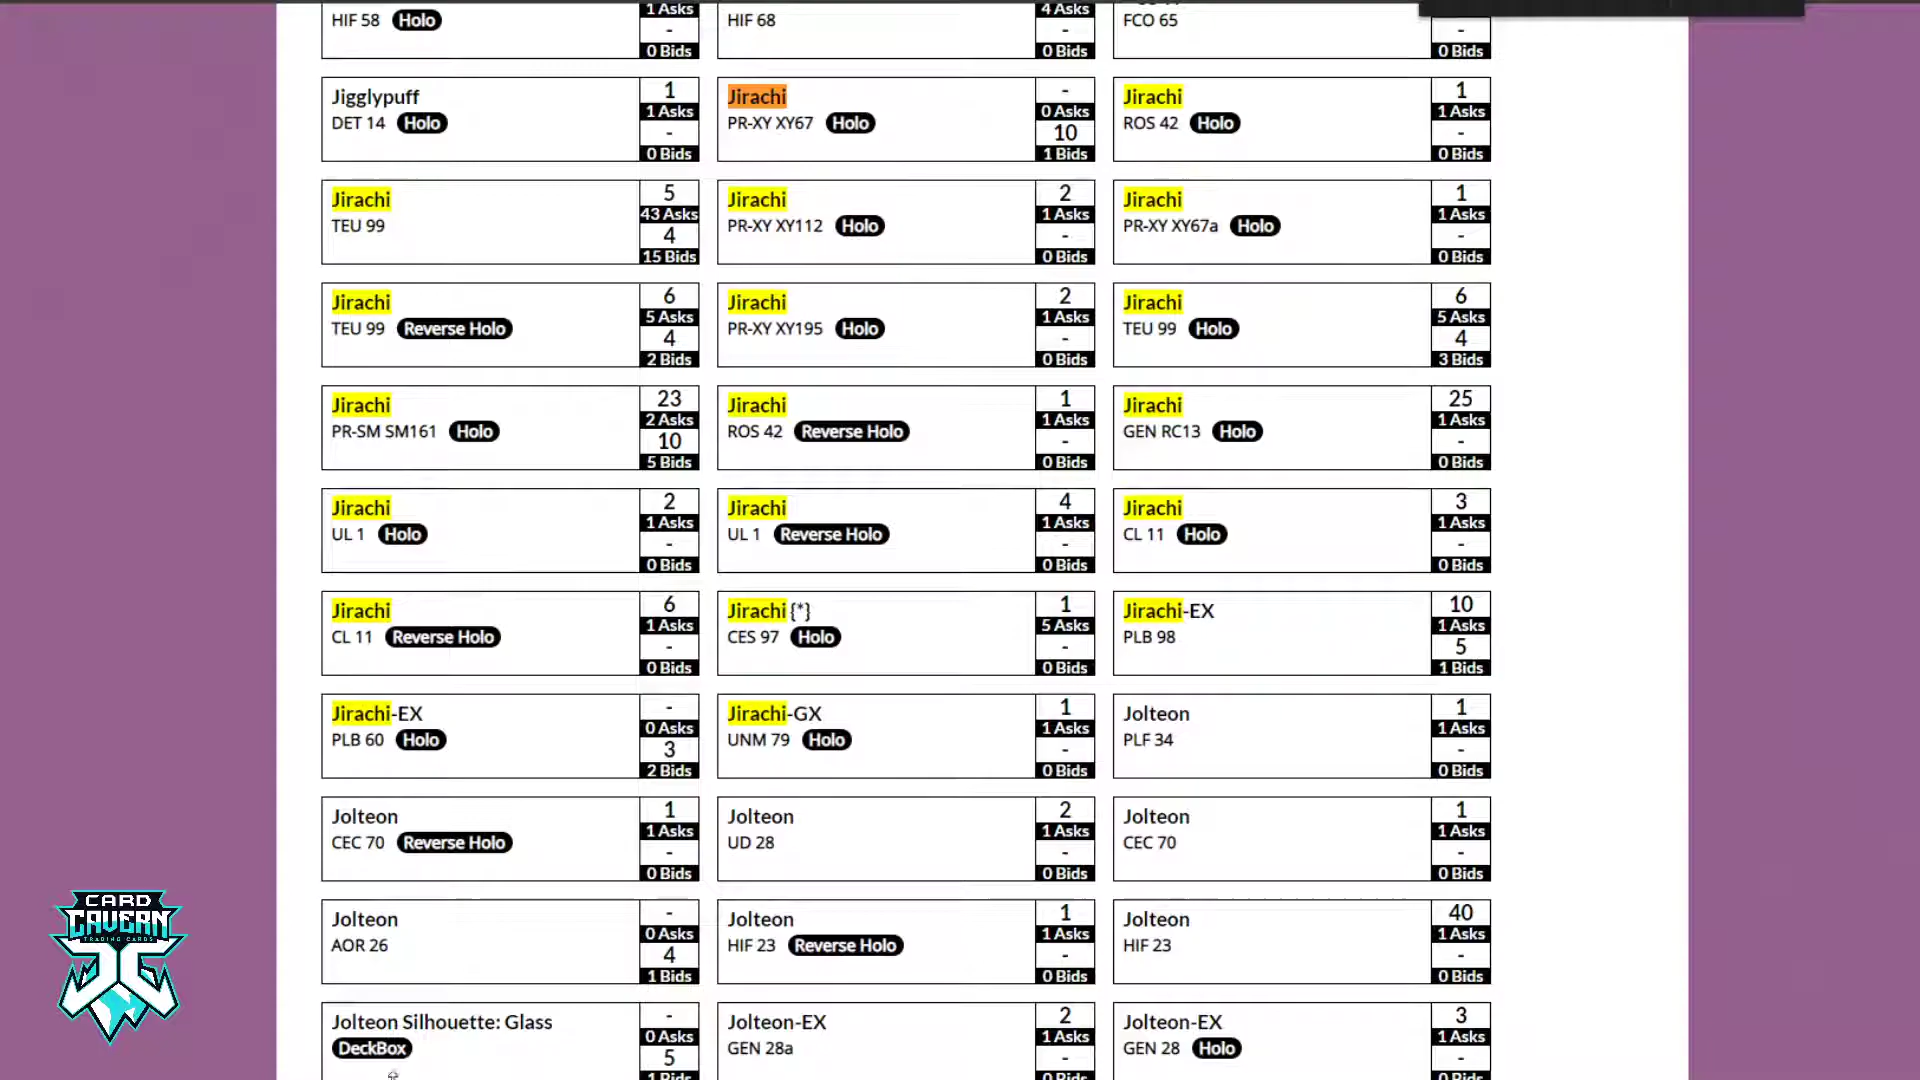 1 Asks
HIF 58 Holo
-
0 Bids
4 Asks
HIF 68
FCO 65
-
0 Bids
Jigglypuff
DET 14 Holo
1
1 Asks
-
0 Bids
Jirachi
PR-XY XY67 Holo
-
0 Asks
10
1 Bids
Jirachi
ROS 42 Holo
1
1 Asks
-
0 Bids
Jirachi
TEU 99
5
43 Asks
4
15 Bids
Jirachi
PR-XY XY112 Holo
2
1 Asks
-
0 Bids
Jirachi
PR-XY XY67a Holo
1
1 Asks
-
0 Bids
Jirachi
TEU 99 Reverse Holo
6
5 Asks
4
2 Bids
Jirachi
PR-XY XY195 Holo
2
1 Asks
-
0 Bids
Jirachi
TEU 99 Holo
6
5 Asks
4
3 Bids
Jirachi
PR-SM SM161 Holo
23
2 Asks
10
5 Bids
Jirachi
ROS 42 Reverse Holo
1
1 Asks
-
0 Bids
Jirachi
GEN RC13 Holo
25
1 Asks
-
0 Bids
Jirachi
UL 1 Holo
2
1 Asks
-
0 Bids
Jirachi
UL 1 Reverse Holo
4
1 Asks
-
0 Bids
Jirachi
CL 11 Holo
3
1 Asks
-
0 Bids
Jirachi
CL 11 Reverse Holo
6
1 Asks
-
0 Bids
Jirachi {*}
CES 97 Holo
1
5 Asks
-
0 Bids
Jirachi-EX
PLB 98
10
1 Asks
5
1 Bids
Jirachi-EX
PLB 60 Holo
-
0 Asks
3
2 Bids
Jirachi-GX
UNM 79 Holo
1
1 Asks
-
0 Bids
Jolteon
PLF 34
1
1 Asks
-
0 Bids
Jolteon
CEC 70 Reverse Holo
1
1 Asks
-
0 Bids
Jolteon
UD 28
2
1 Asks
-
0 Bids
Jolteon
CEC 70
1
1 Asks
-
0 Bids
Jolteon
AOR 26
-
0 Asks
4
1 Bids
Jolteon
HIF 23 Reverse Holo
1
1 Asks
-
0 Bids
Jolteon
HIF 23
40
1 Asks
-
0 Bids
Jolteon Silhouette: Glass
DeckBox
-
0 Asks
5
1 Bids
Jolteon-EX
GEN 28a
2
1 Asks
-
Jolteon-EX
GEN 28 Holo
3
1 Asks
-
CARD
CAVERN
TRADING CARDS